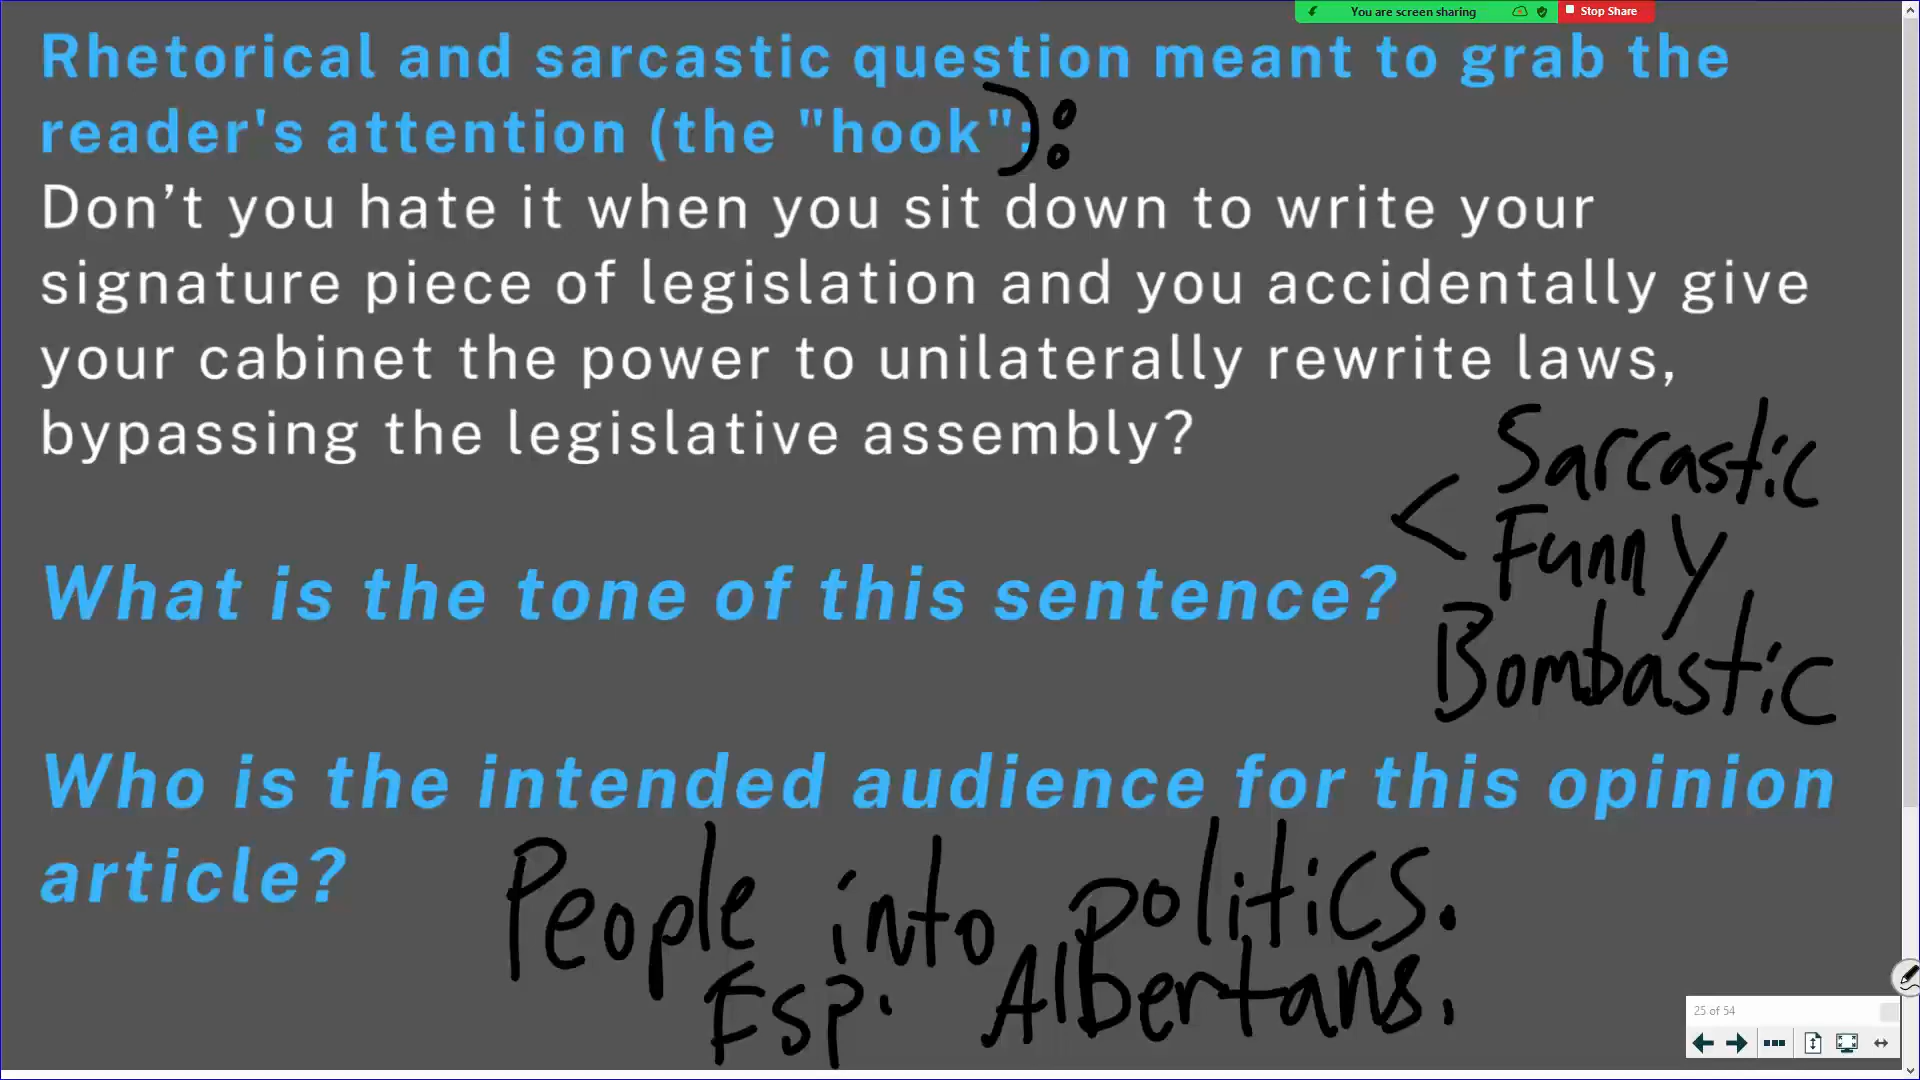 You are screen sharing
Stop Share
Rhetorical and sarcastic question meant to grab the
reader's attention (the "hook"):
Don’t you hate it when you sit down to write your
signature piece of legislation and you accidentally give
your cabinet the power to unilaterally rewrite laws,
bypassing the legislative assembly?
Sarcastic
< Funny
What is the tone of this sentence?
Bombastic
Who is the intended audience for this opinion
article?
People into politics.
Esp. Albertans.
25 of 54